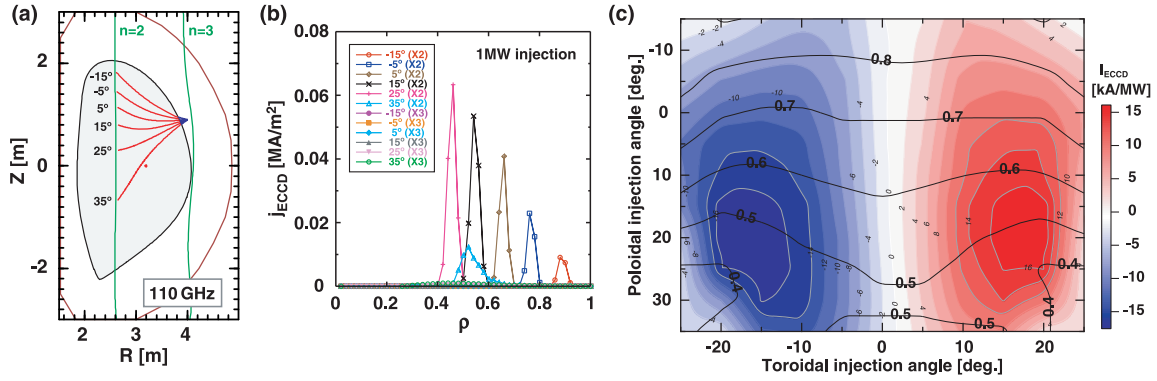 (a)
n=2
n=3
2
0
-2
Z [m]
-15°
-5°
5°
15°
25°
35°
110 GHz
2
3
4
R [m]
(b)
0.08
0.06
0.04
0.02
0
j ECCD [MA/m²]
1MW injection
-15° (X2)
-5° (X2)
5° (X2)
15° (X2)
25° (X2)
35° (X2)
-15° (X3)
-5° (X3)
5° (X3)
15° (X3)
25° (X3)
35° (X3)
0
0.2
0.4
0.6
0.8
1
ρ
(c)
-10
0
10
20
30
Poloidal injection angle [deg.]
0.8
0.7
0.7
0.6
0.6
0.5
0.5
0.4
0.4
0.4
0.5
0.5
-20
-10
0
10
20
Toroidal injection angle [deg.]
I ECCD
[kA/MW]
15
10
5
0
-5
-10
-15